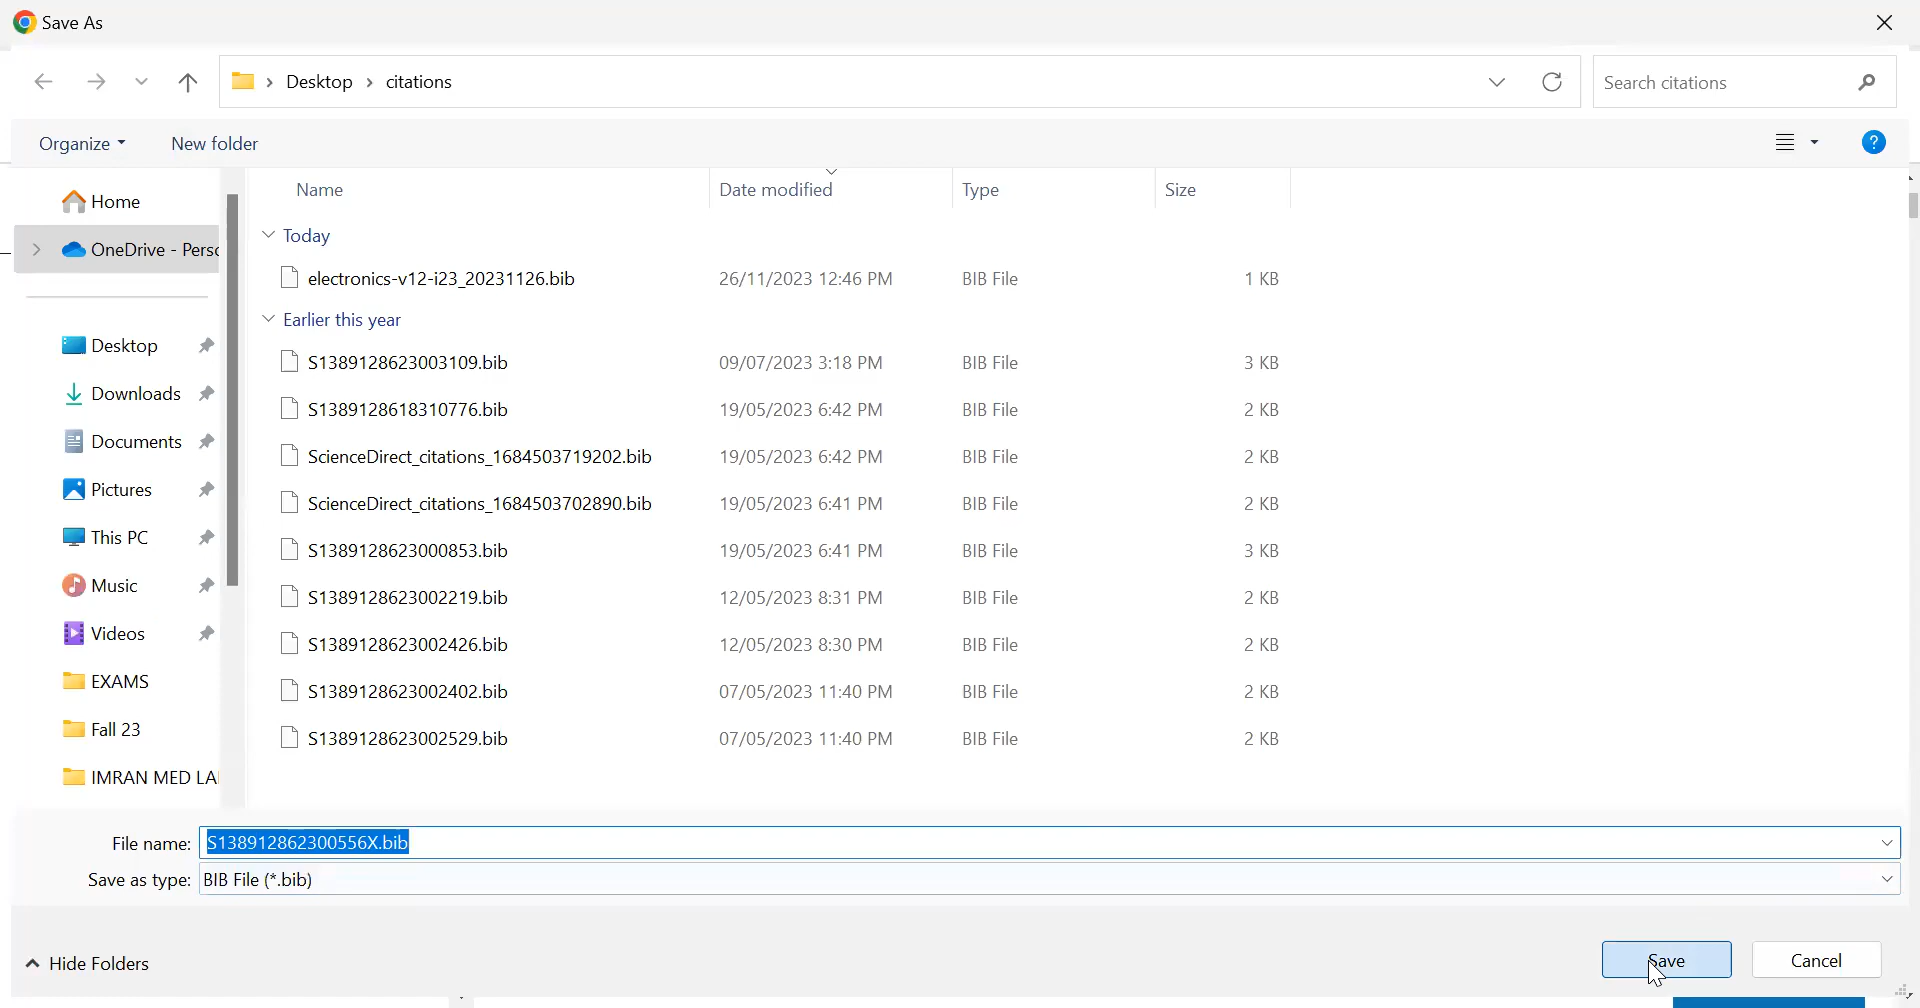 Save As
Desktop > citations
Search citations
Organize
New folder
Home
OneDrive - Perso
Desktop
Downloads
Documents
Pictures
This PC
Music
Videos
EXAMS
Fall 23
IMRAN MED LA
Name Date modified Type Size
Today
electronics-v12-i23_20231126.bib 26/11/2023 12:46 PM BIB File 1 KB
Earlier this year
S1389128623003109.bib 09/07/2023 3:18 PM BIB File 3 KB
S1389128618310776.bib 19/05/2023 6:42 PM BIB File 2 KB
ScienceDirect_citations_1684503719202.bib 19/05/2023 6:42 PM BIB File 2 KB
ScienceDirect_citations_1684503702890.bib 19/05/2023 6:41 PM BIB File 2 KB
S1389128623000853.bib 19/05/2023 6:41 PM BIB File 3 KB
S1389128623002219.bib 12/05/2023 8:31 PM BIB File 2 KB
S1389128623002426.bib 12/05/2023 8:30 PM BIB File 2 KB
S1389128623002402.bib 07/05/2023 11:40 PM BIB File 2 KB
S1389128623002529.bib 07/05/2023 11:40 PM BIB File 2 KB
File name: S138912862300556X.bib
Save as type: BIB File (*.bib)
Hide Folders
Save
Cancel